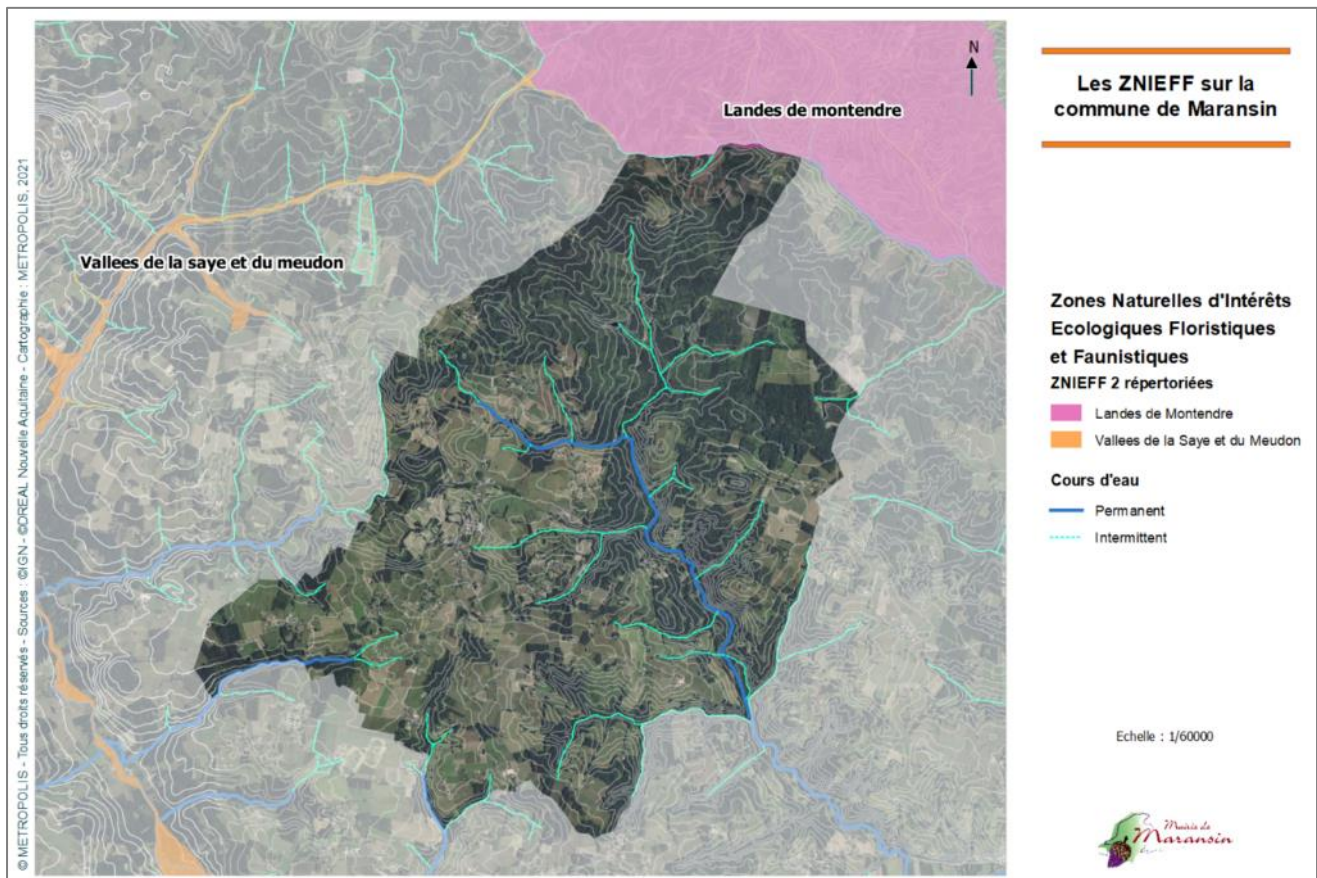 Les ZNIEFF sur la
commune de Maransin
N
Landes de montendre
Vallees de la saye et du meudon
Zones Naturelles d'Intérêts
Ecologiques Floristiques
et Faunistiques
ZNIEFF 2 répertoriées
Landes de Montendre
Vallees de la Saye et du Meudon
Cours d'eau
Permanent
Intermittent
Echelle : 1/60000
Mairie de
Maransin
© METROPOLIS - Tous droits réservés - Sources : ©IGN - ©DREAL Nouvelle Aquitaine - Cartographie : METROPOLIS, 2021